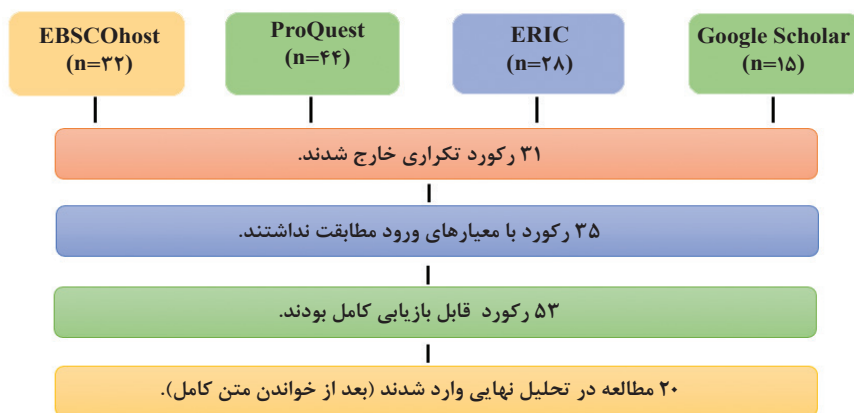 EBSCOhost
(n=۳۲)
ProQuest
(n=۴۴)
ERIC
(n=۲۸)
Google Scholar
(n=۱۵)
۳۱ رکورد تکراری خارج شدند.
۳۵ رکورد با معیارهای ورود مطابقت نداشتند.
۵۳ رکورد قابل بازیابی کامل بودند.
۲۰ مطالعه در تحلیل نهایی وارد شدند (بعد از خواندن متن کامل).